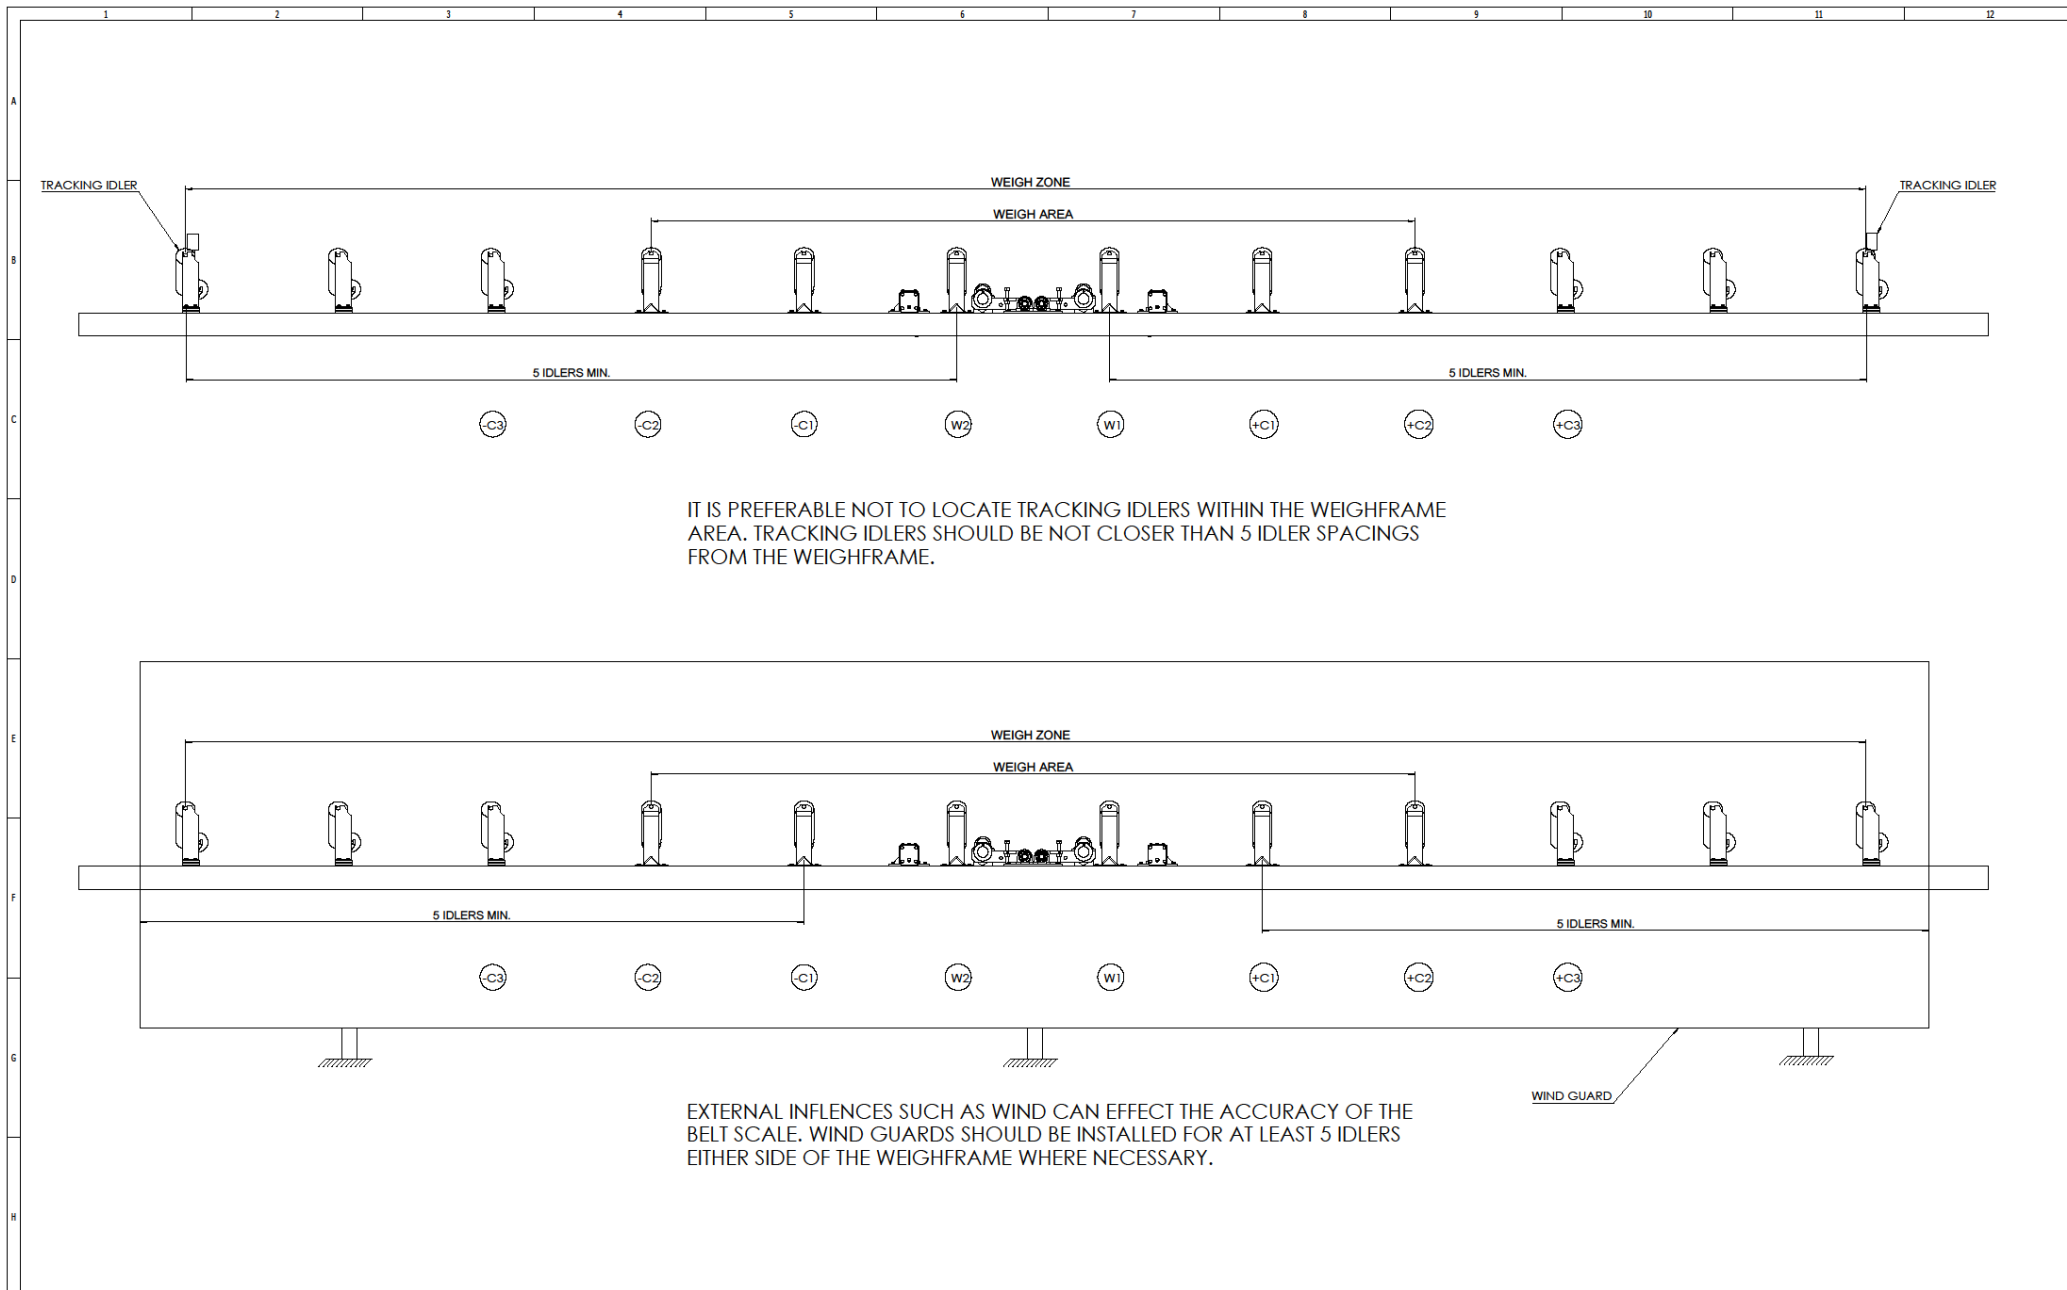 1 2 3 4 5 6 7 8 9 10 11 12
A
TRACKING IDLER WEIGH ZONE TRACKING IDLER
WEIGH AREA
B
5 IDLERS MIN. 5 IDLERS MIN.
C -C3 -C2 -C1 W2 W1 +C1 +C2 +C3
IT IS PREFERABLE NOT TO LOCATE TRACKING IDLERS WITHIN THE WEIGHFRAME
AREA. TRACKING IDLERS SHOULD BE NOT CLOSER THAN 5 IDLER SPACINGS
FROM THE WEIGHFRAME.
D
E WEIGH ZONE
WEIGH AREA
F
5 IDLERS MIN. 5 IDLERS MIN.
-C3 -C2 -C1 W2 W1 +C1 +C2 +C3
G
WIND GUARD
EXTERNAL INFLENCES SUCH AS WIND CAN EFFECT THE ACCURACY OF THE
BELT SCALE. WIND GUARDS SHOULD BE INSTALLED FOR AT LEAST 5 IDLERS
EITHER SIDE OF THE WEIGHFRAME WHERE NECESSARY.
H